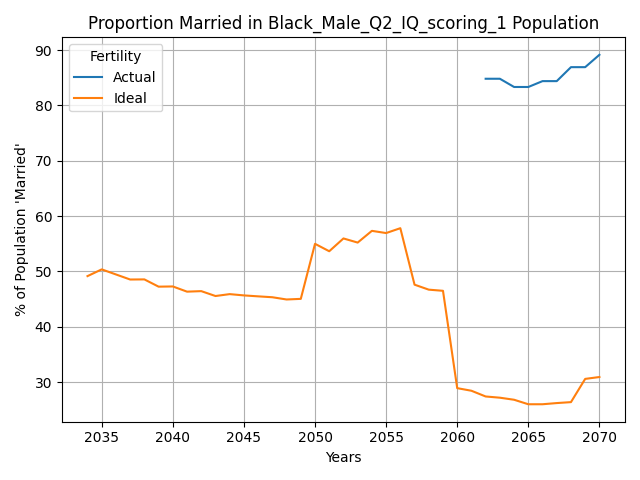 Proportion Married in Black_Male_Q2_IQ_scoring_1 Population
Fertility
Actual
Ideal
% of Population 'Married'
90
80
70
60
50
40
30
2035
2040
2045
2050
2055
2060
2065
2070
Years